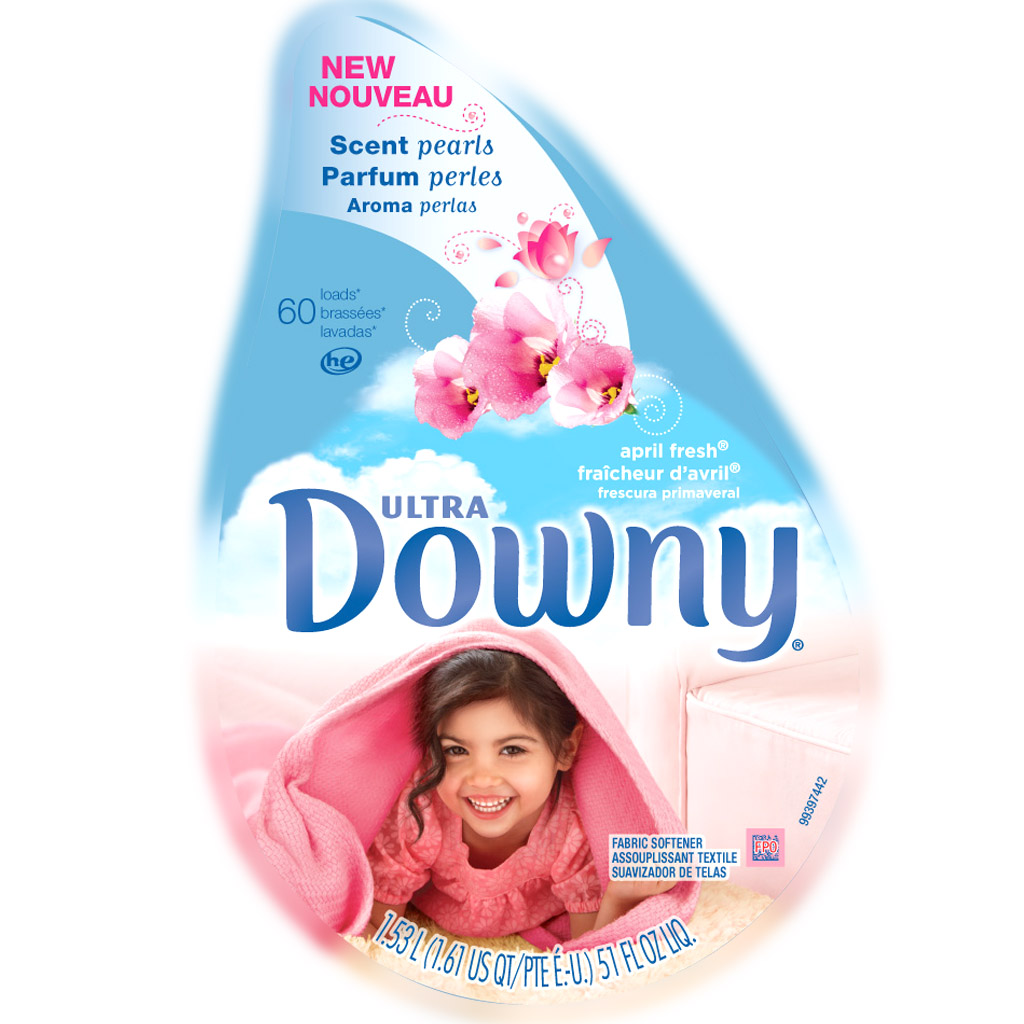 NEW
NOUVEAU
Scent pearls
Parfum perles
Aroma perlas
60 loads*
brassées*
lavadas*
he
april fresh®
fraîcheur d'avril®
frescura primaveral
ULTRA
Downy®
99397442
FABRIC SOFTENER
ASSOUPLISSANT TEXTILE
SUAVIZADOR DE TELAS
FPO
1.53 L (1.61 US QT/PTE É.-U.) 51 FL OZ LIQ.